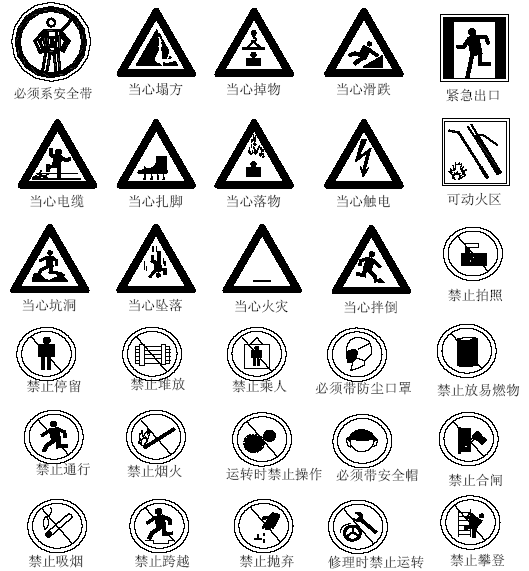 必须系安全带
当心塌方
当心掉物
当心滑跌
紧急出口
当心电缆
当心扎脚
当心落物
当心触电
可动火区
当心坑洞
当心坠落
当心火灾
当心拌倒
禁止拍照
禁止停留
禁止堆放
禁止乘人
必须带防尘口罩
禁止放易燃物
禁止通行
禁止烟火
运转时禁止操作
必须带安全帽
禁止合闸
禁止吸烟
禁止跨越
禁止抛弃
修理时禁止运转
禁止攀登